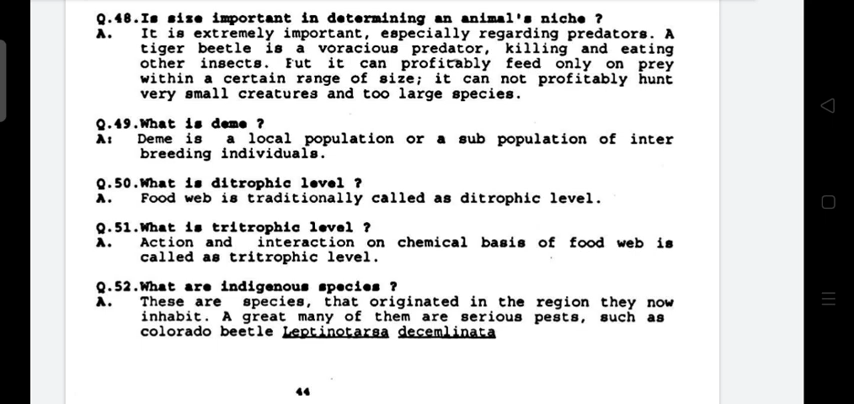 Q.48.Is size important in determining an animal's niche ?
A. It is extremely important, especially regarding predators. A
tiger beetle is a voracious predator, killing and eating
other insects. Fut it can profitably feed only on prey
within a certain range of size; it can not profitably hunt
very small creatures and too large species.
Q.49.What is deme ?
A: Deme is a local population or a sub population of inter
breeding individuals.
Q.50.What is ditrophic level ?
A. Food web is traditionally called as ditrophic level.
Q.51.What is tritrophic level ?
A. Action and interaction on chemical basis of food web is
called as tritrophic level.
Q.52.What are indigenous species ?
A. These are species, that originated in the region they now
inhabit. A great many of them are serious pests, such as
colorado beetle Leptinotarsa decemlinata
44